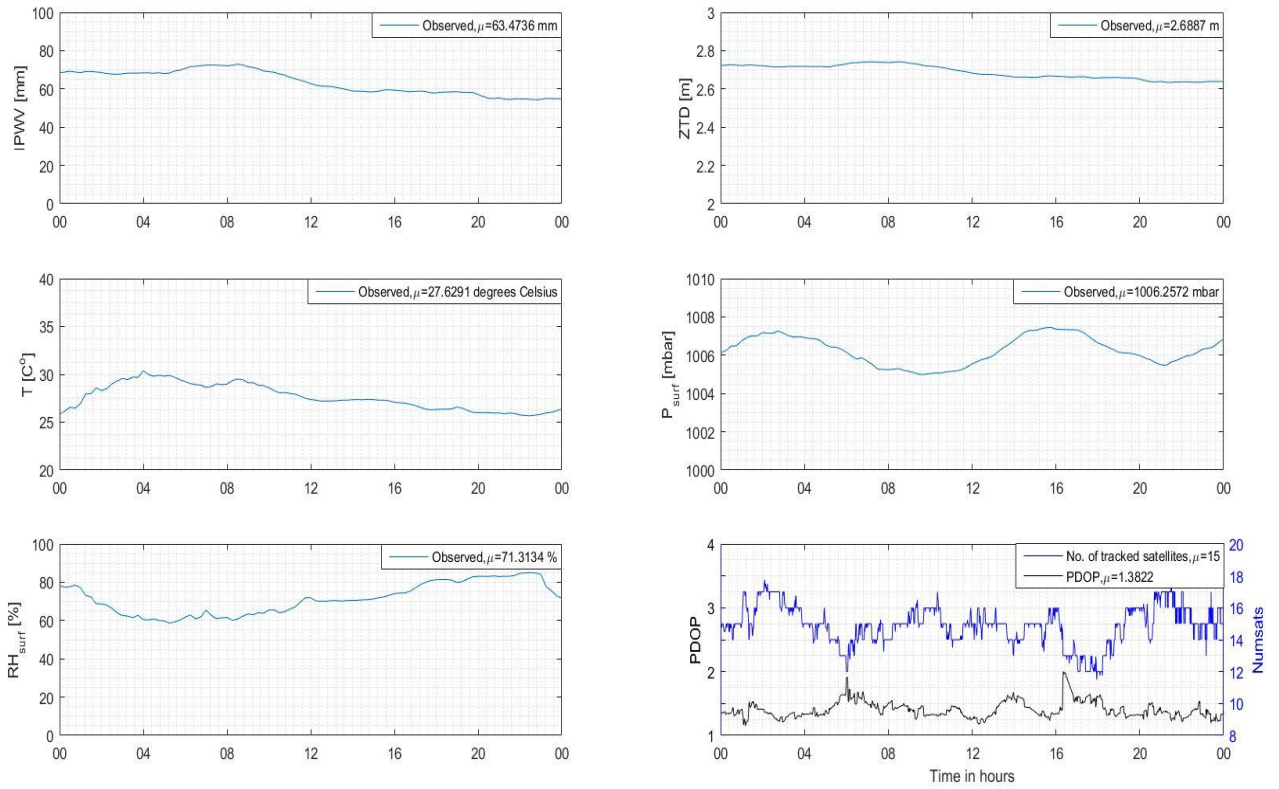 Observed,μ=63.4736 mm
IPWV [mm]
100
80
60
40
20
0
00 04 08 12 16 20 00
Observed,μ=2.6887 m
ZTD [m]
3
2.8
2.6
2.4
2.2
2
00 04 08 12 16 20 00
Observed,μ=27.6291 degrees Celsius
T [C°]
40
35
30
25
20
00 04 08 12 16 20 00
Observed,μ=1006.2572 mbar
P surf [mbar]
1010
1008
1006
1004
1002
1000
00 04 08 12 16 20 00
Observed,μ=71.3134 %
RH surf [%]
100
80
60
40
20
0
00 04 08 12 16 20 00
No. of tracked satellites,μ=15
PDOP,μ=1.3822
PDOP
4
3
2
1
20
18
16
14
12
10
8
Numsats
00 04 08 12 16 20 00
Time in hours